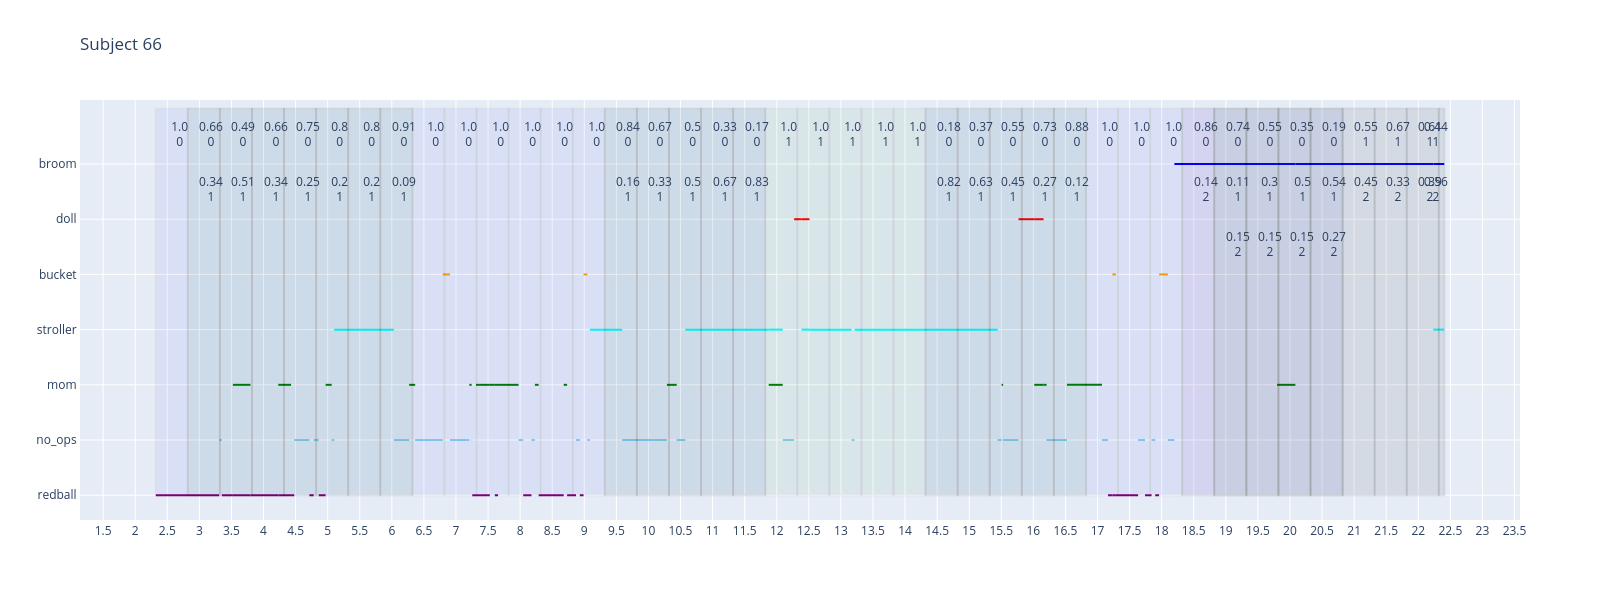 Subject 66
1.0 0.66 0.49 0.66 0.75 0.8 0.8 0.91 1.0 1.0 1.0 1.0 1.0 1.0 0.84 0.67 0.5 0.33 0.17 1.0 1.0 1.0 1.0 1.0 0.18 0.37 0.55 0.73 0.88 1.0 1.0 1.0 0.86 0.74 0.55 0.35 0.19 0.55 0.67
0 0 0 0 0 0 0 0 0 0 0 0 0 0 0 0 0 0 0 1 1 1 1 1 0 0 0 0 0 0 0 0 0 0 0 0 0 1 1 1 1
broom
0.34 0.51 0.34 0.25 0.2 0.2 0.09 0.16 0.33 0.5 0.67 0.83 0.82 0.63 0.45 0.27 0.12 0.14 0.11 0.3 0.5 0.54 0.45 0.33
1 1 1 1 1 1 1 1 1 1 1 1 1 1 1 1 1 2 1 1 1 1 2 2 2 2
doll
0.15 0.15 0.15 0.27
2 2 2 2
bucket
stroller
mom
no_ops
redball
1.5 2 2.5 3 3.5 4 4.5 5 5.5 6 6.5 7 7.5 8 8.5 9 9.5 10 10.5 11 11.5 12 12.5 13 13.5 14 14.5 15 15.5 16 16.5 17 17.5 18 18.5 19 19.5 20 20.5 21 21.5 22 22.5 23 23.5